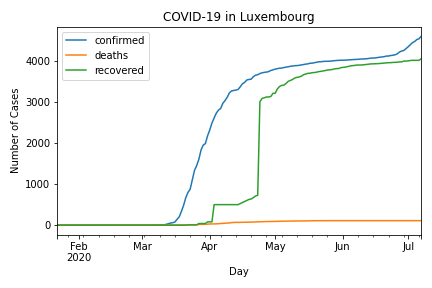 COVID-19 in Luxembourg
confirmed
deaths
recovered
Number of Cases
4000
3000
2000
1000
0
Feb
2020
Mar
Apr
May
Jun
Jul
Day